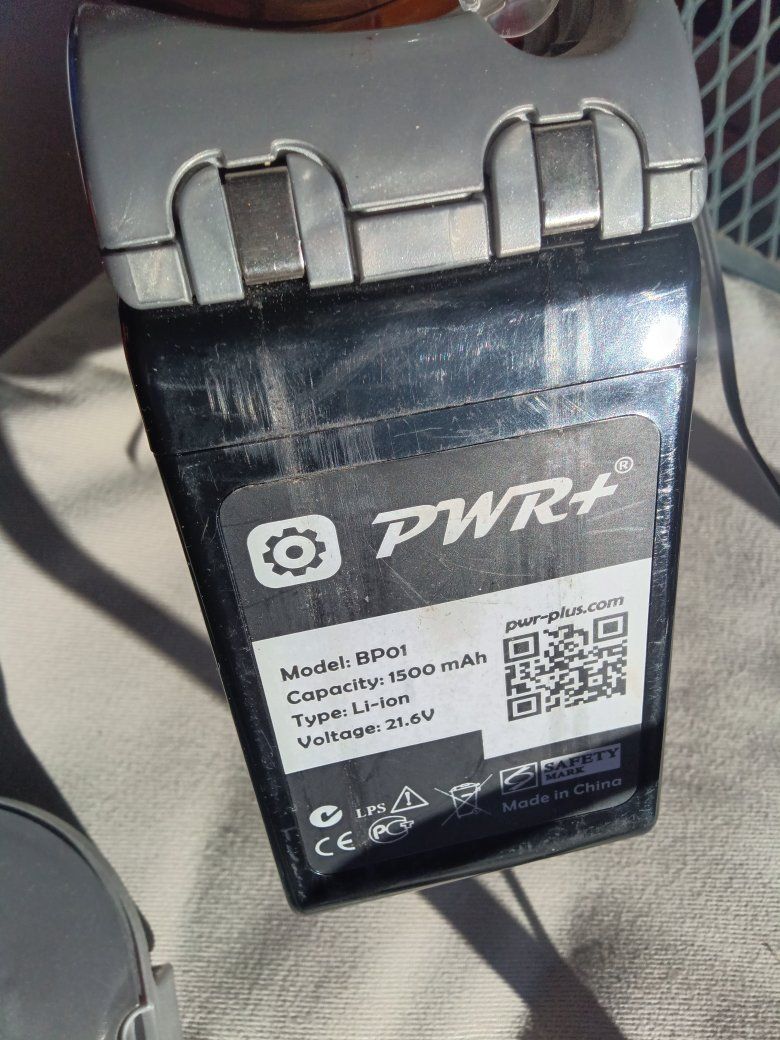 PWR+®
pwr-plus.com
Model: BP01
Capacity: 1500 mAh
Type: Li-ion
Voltage: 21.6V
LPS
SAFETY
MARK
CE
Made in China